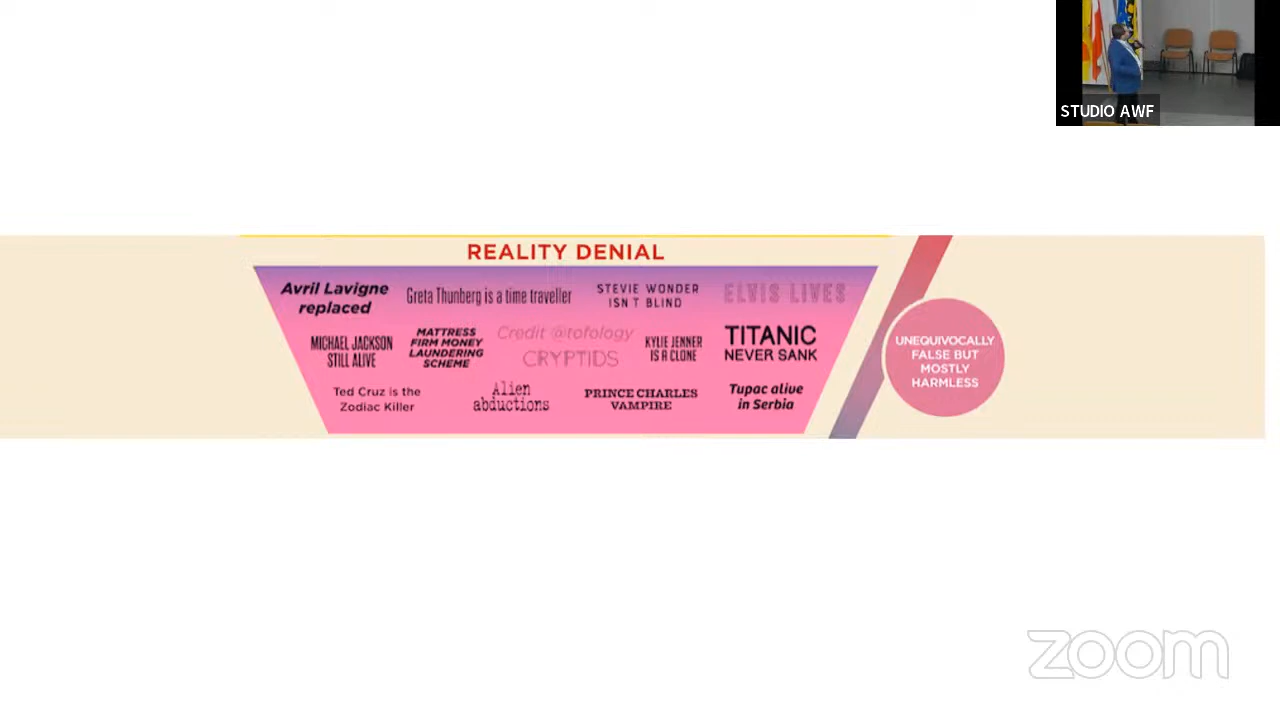 STUDIO AWF
REALITY DENIAL
Avril Lavigne
replaced
Greta Thunberg is a time traveller
STEVIE WONDER
ISN T BLIND
ELVIS LIVES
MICHAEL JACKSON
STILL ALIVE
MATTRESS
FIRM MONEY
LAUNDERING
SCHEME
Credit @tofology
CRYPTIDS
KYLIE JENNER
IS A CLONE
TITANIC
NEVER SANK
Ted Cruz is the
Zodiac Killer
Alien
abductions
PRINCE CHARLES
VAMPIRE
Tupac alive
in Serbia
UNEQUIVOCALLY
FALSE BUT
MOSTLY
HARMLESS
zoom